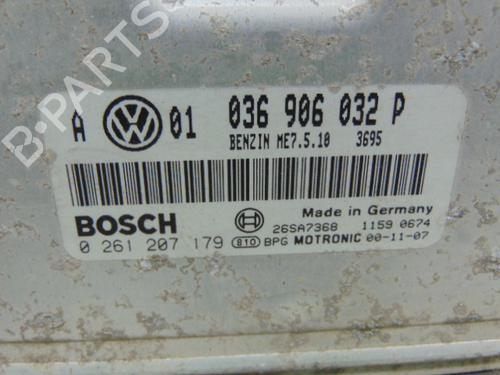 B-PARTS
A 01 036 906 032 P
BENZIN ME7.5.10 3695
BOSCH
Made in Germany
26SA7368 1159 0674
0 261 207 179 810 BPG MOTRONIC 00-11-07